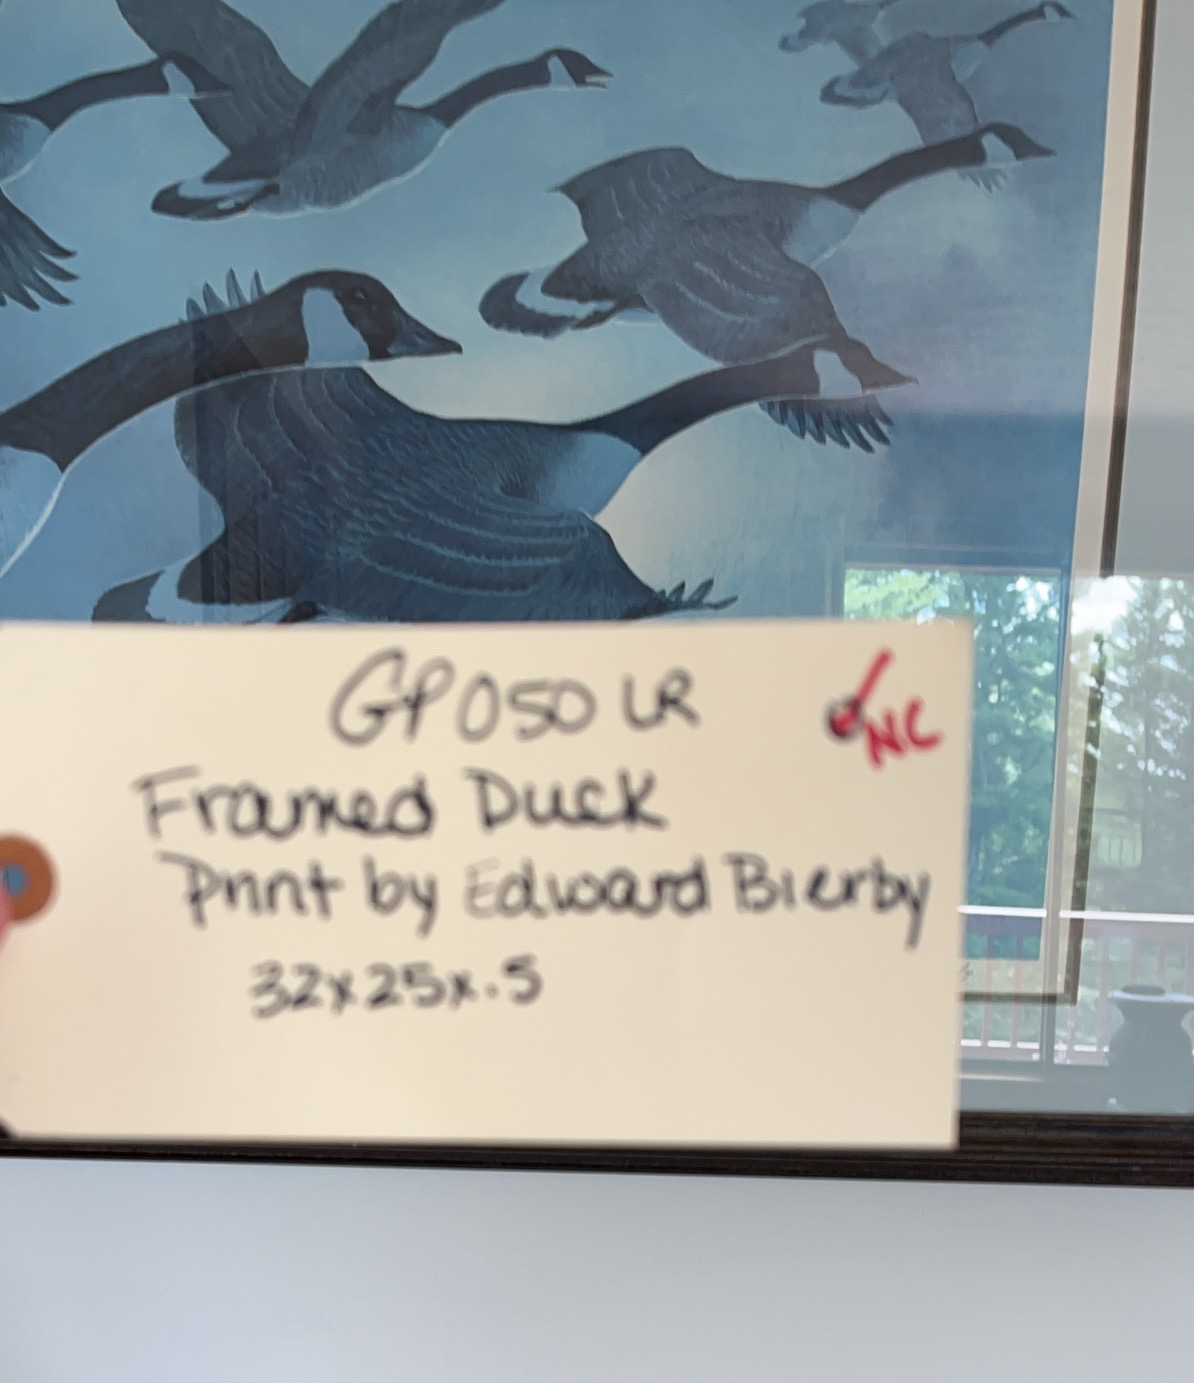 GP050 LR
NC
Framed Duck
Print by Edward Bierby
32x25x.5